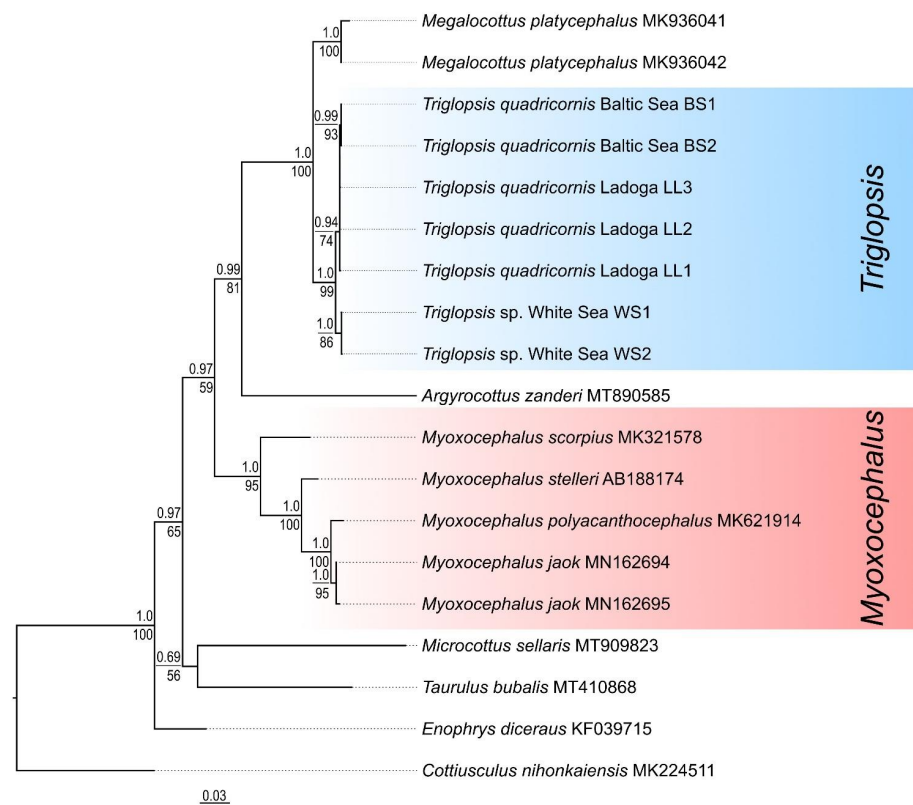 Megalocottus platycephalus MK936041
1.0
100
Megalocottus platycephalus MK936042
Triglopsis quadricornis Baltic Sea BS1
0.99
93
Triglopsis quadricornis Baltic Sea BS2
1.0
100
Triglopsis quadricornis Ladoga LL3
0.94
74
Triglopsis quadricornis Ladoga LL2
Triglopsis quadricornis Ladoga LL1
1.0
99
Triglopsis sp. White Sea WS1
1.0
86
Triglopsis sp. White Sea WS2
Triglopsis
0.99
81
0.97
59
Argyrocottus zanderi MT890585
Myoxocephalus scorpius MK321578
1.0
95
Myoxocephalus stelleri AB188174
1.0
100
Myoxocephalus polyacanthocephalus MK621914
1.0
100
Myoxocephalus jaok MN162694
1.0
95
Myoxocephalus jaok MN162695
Myoxocephalus
0.97
65
1.0
100
Microcottus sellaris MT909823
0.69
56
Taurulus bubalis MT410868
Enophrys diceraus KF039715
Cottiusculus nihonkaiensis MK224511
0.03